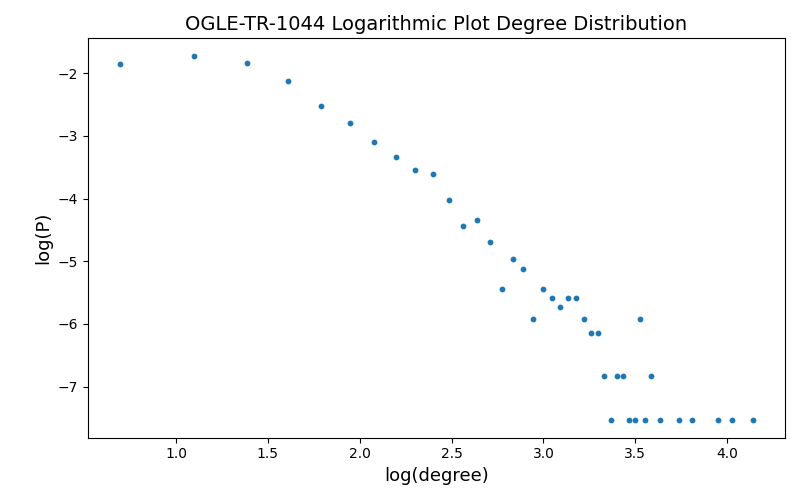 OGLE-TR-1044 Logarithmic Plot Degree Distribution
−2
−3
−4
−5
−6
−7
log(P)
1.0 1.5 2.0 2.5 3.0 3.5 4.0
log(degree)